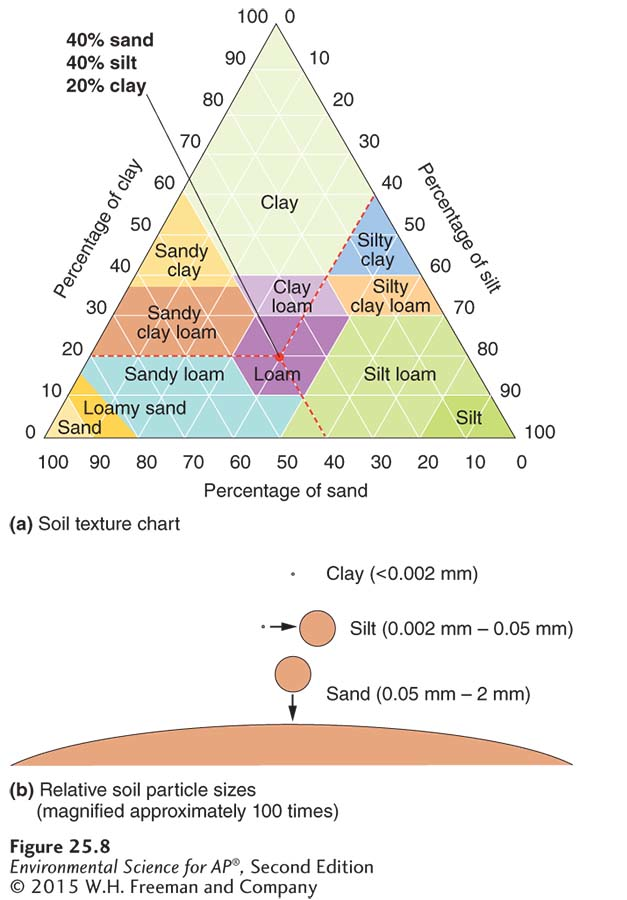 100 0
40% sand
40% silt
20% clay
90 10
80 20
70 30
60 40
50 50
40 60
30 70
20 80
10 90
0 100
Percentage of clay
Percentage of silt
Clay
Sandy
clay
Silty
clay
Clay
loam
Silty
clay loam
Sandy
clay loam
Sandy loam
Loam
Silt loam
Loamy sand
Sand
Silt
100 90 80 70 60 50 40 30 20 10 0
Percentage of sand
(a) Soil texture chart
Clay (<0.002 mm)
Silt (0.002 mm – 0.05 mm)
Sand (0.05 mm – 2 mm)
(b) Relative soil particle sizes
(magnified approximately 100 times)
Figure 25.8
Environmental Science for AP®, Second Edition
© 2015 W.H. Freeman and Company